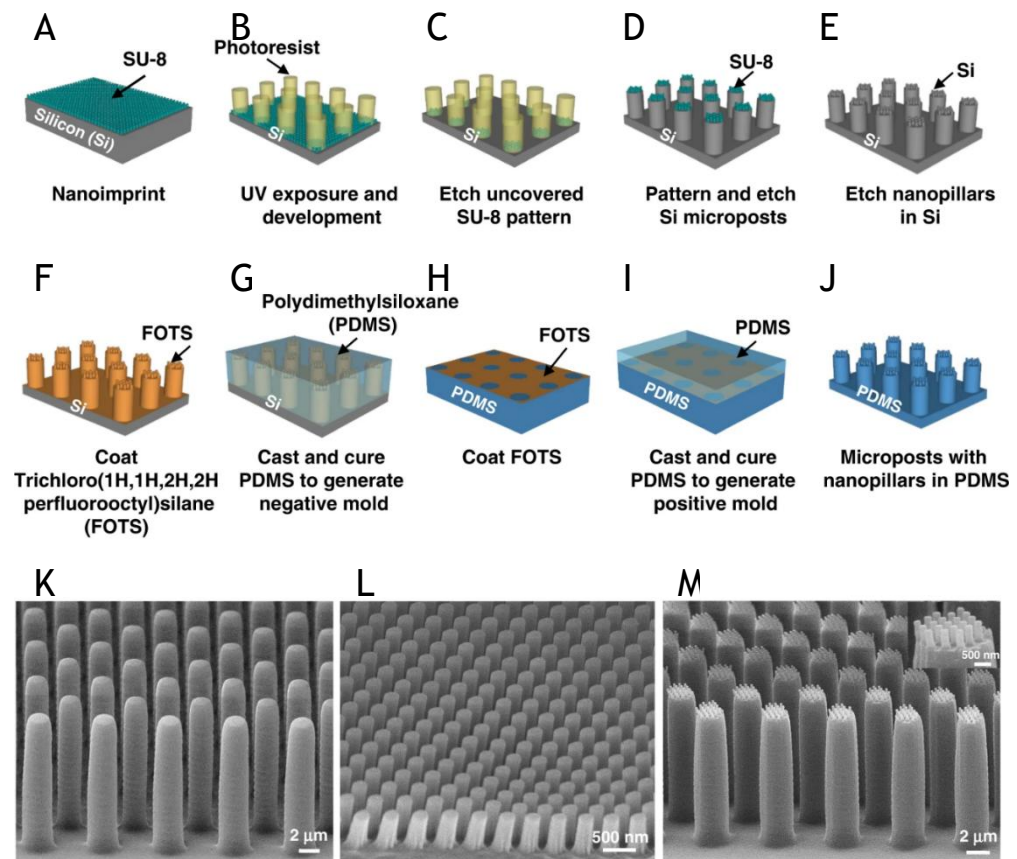 A B C D E
SU-8
Silicon (Si)
Nanoimprint
Photoresist
Si
UV exposure and
development
Si
Etch uncovered
SU-8 pattern
SU-8
Si
Pattern and etch
Si microposts
Si
Etch nanopillars
in Si
F G H I J
FOTS
Si
Coat
Trichloro(1H,1H,2H,2H
perfluorooctyl)silane
(FOTS)
Polydimethylsiloxane
(PDMS)
Si
Cast and cure
PDMS to generate
negative mold
FOTS
PDMS
Coat FOTS
PDMS
PDMS
Cast and cure
PDMS to generate
positive mold
PDMS
Microposts with
nanopillars in PDMS
K L M
2 μm
500 nm
500 nm
2 μm